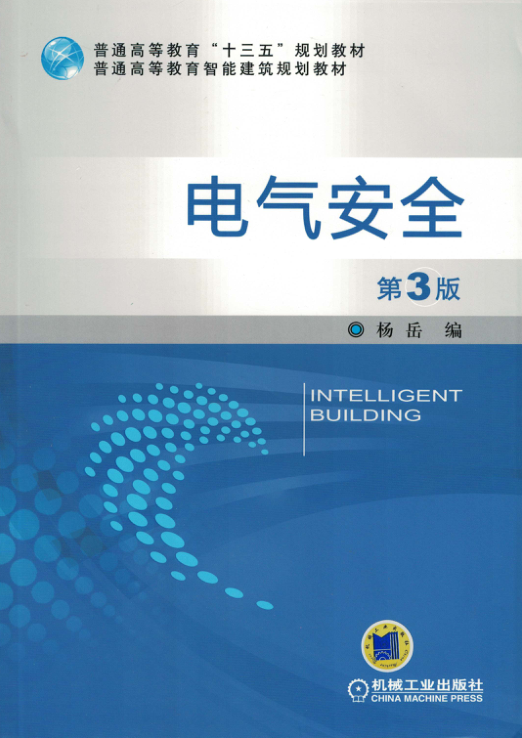 普通高等教育“十三五”规划教材
普通高等教育智能建筑规划教材
电气安全
第3版
杨岳 编
INTELLIGENT
BUILDING
机械工业出版社
CHINA MACHINE PRESS